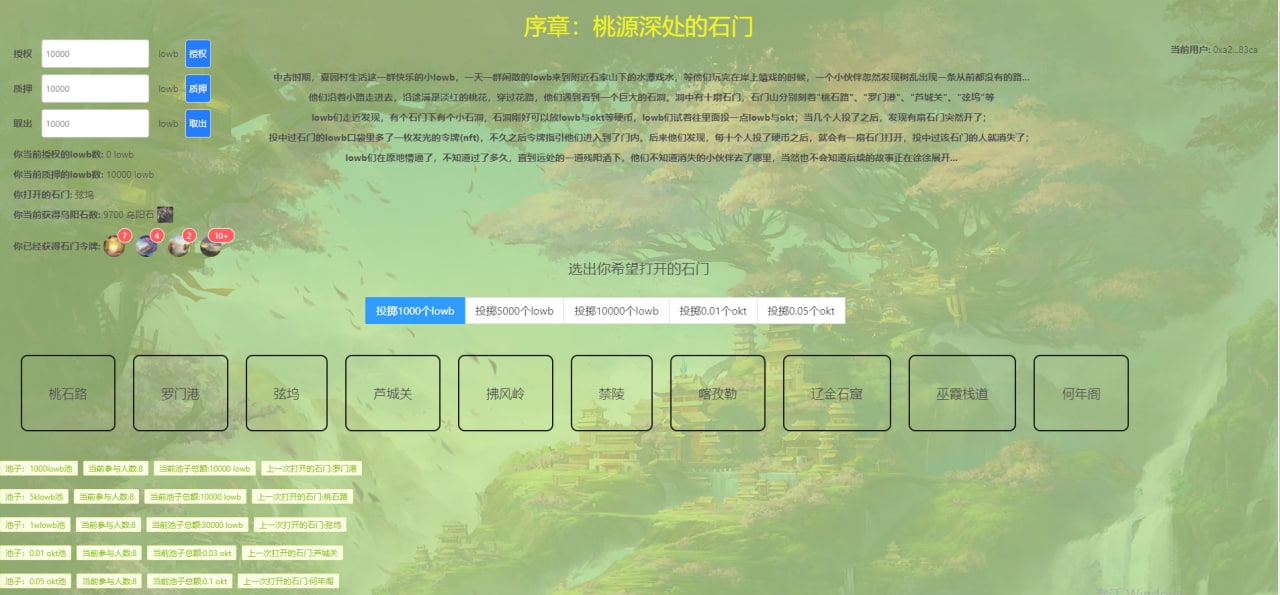 序章：桃源深处的石门
当前用户: 0xa2...83ca
授权 10000 lowb 授权
质押 10000 lowb 质押
取出 10000 lowb 取出
你当前授权的lowb数: 0 lowb
你当前质押的lowb数: 10000 lowb
你打开的石门: 弦坞
你当前获得乌阳石数: 9700 乌阳石
你已经获得石门令牌: 7 4 2 10+
中古时期，夏园村生活这一群快乐的小lowb，一天一群闲散的lowb来到附近石家山下的水潭戏水，等他们玩完在岸上嬉戏的时候，一个小伙伴忽然发现树乱出现一条从前都没有的路...
他们沿着小路走进去，沿途满是淡红的桃花，穿过花路，他们遇到看到一个巨大的石洞。洞中有十扇石门，石门山分别刻着“桃石路”、“罗门港”、“芦城关”、“弦坞”等
lowb们走近发现，有个石门下有个小石洞，石洞刚好可以放lowb与okt等硬币，lowb们试着往里面投一点lowb与okt；当几个人投了之后，发现有扇石门突然开了；
投中过石门的lowb口袋里多了一枚发光的令牌(nft)，不久之后令牌指引他们进入到了门内。后来他们发现，每十个人投了硬币之后，就会有一扇石门打开，投中过该石门的人就消失了；
lowb们在原地懵逼了，不知道过了多久，直到远处的一道残阳洒下，他们不知道消失的小伙伴去了哪里，当然也不会知道后续的故事正在徐徐展开...
选出你希望打开的石门
投掷1000个lowb 投掷5000个lowb 投掷10000个lowb 投掷0.01个okt 投掷0.05个okt
桃石路 罗门港 弦坞 芦城关 拂风岭 禁陵 喀孜勒 辽金石窟 巫霞栈道 何年阁
池子：1000lowb池 当前参与人数:8 当前池子总额:10000 lowb 上一次打开的石门:罗门港
池子：5klowb池 当前参与人数:8 当前池子总额:10000 lowb 上一次打开的石门:桃石路
池子：1wlowb池 当前参与人数:8 当前池子总额:30000 lowb 上一次打开的石门:弦坞
池子：0.01 okt池 当前参与人数:8 当前池子总额:0.03 okt 上一次打开的石门:芦城关
池子：0.05 okt池 当前参与人数:8 当前池子总额:0.1 okt 上一次打开的石门:何年阁